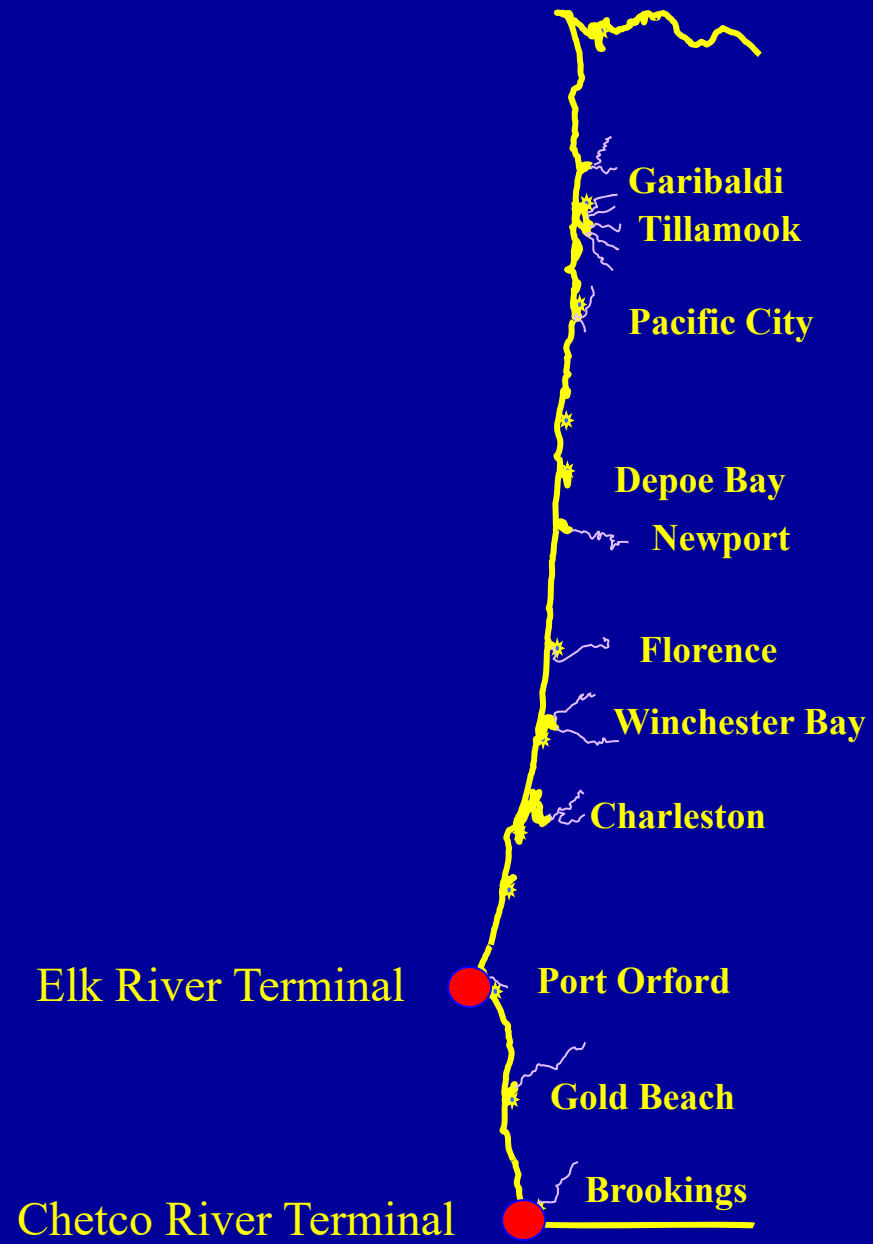 Garibaldi
Tillamook
Pacific City
Depoe Bay
Newport
Florence
Winchester Bay
Charleston
Elk River Terminal
Port Orford
Gold Beach
Brookings
Chetco River Terminal